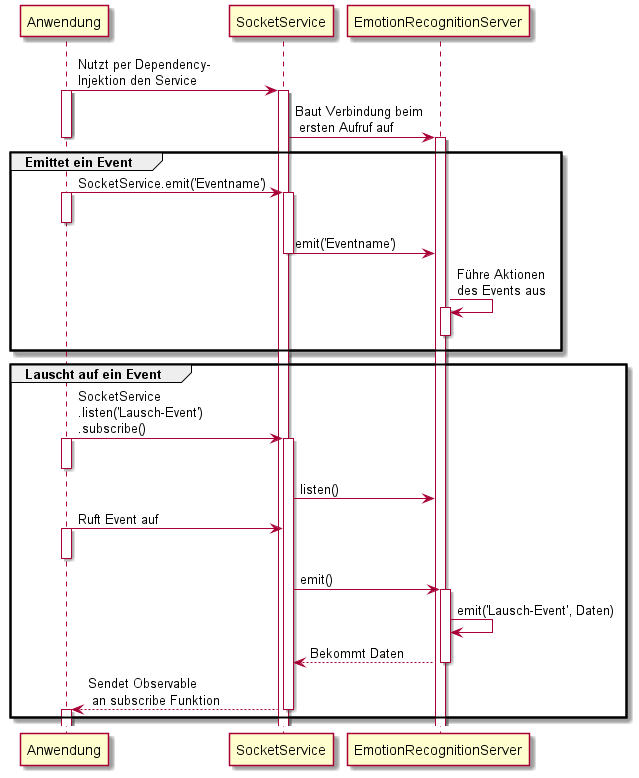 Anwendung
SocketService
EmotionRecognitionServer
Nutzt per Dependency-
Injektion den Service
Baut Verbindung beim
ersten Aufruf auf
Emittet ein Event
SocketService.emit('Eventname')
emit('Eventname')
Führe Aktionen
des Events aus
Lauscht auf ein Event
SocketService
.listen('Lausch-Event')
.subscribe()
listen()
Ruft Event auf
emit()
emit('Lausch-Event', Daten)
Bekommt Daten
Sendet Observable
an subscribe Funktion
Anwendung
SocketService
EmotionRecognitionServer